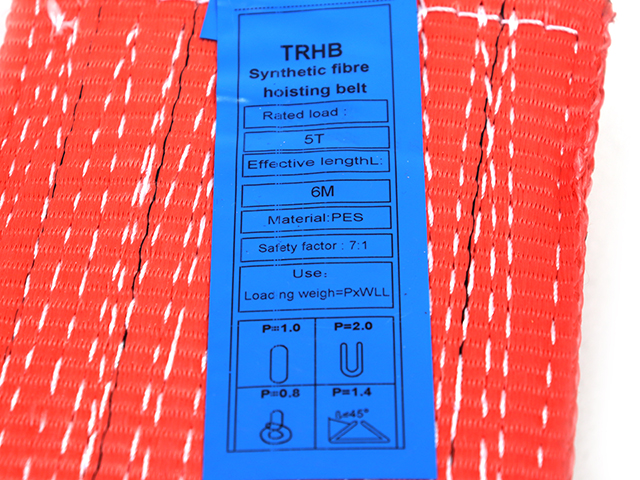 TRHB
Synthetic fibre
hoisting belt
Rated load :
5T
Effective lengthL:
6M
Material:PES
Safety factor : 7:1
Use:
Loading weigh=PxWLL
P=1.0 P=2.0
P=0.8 P=1.4
β≤45°